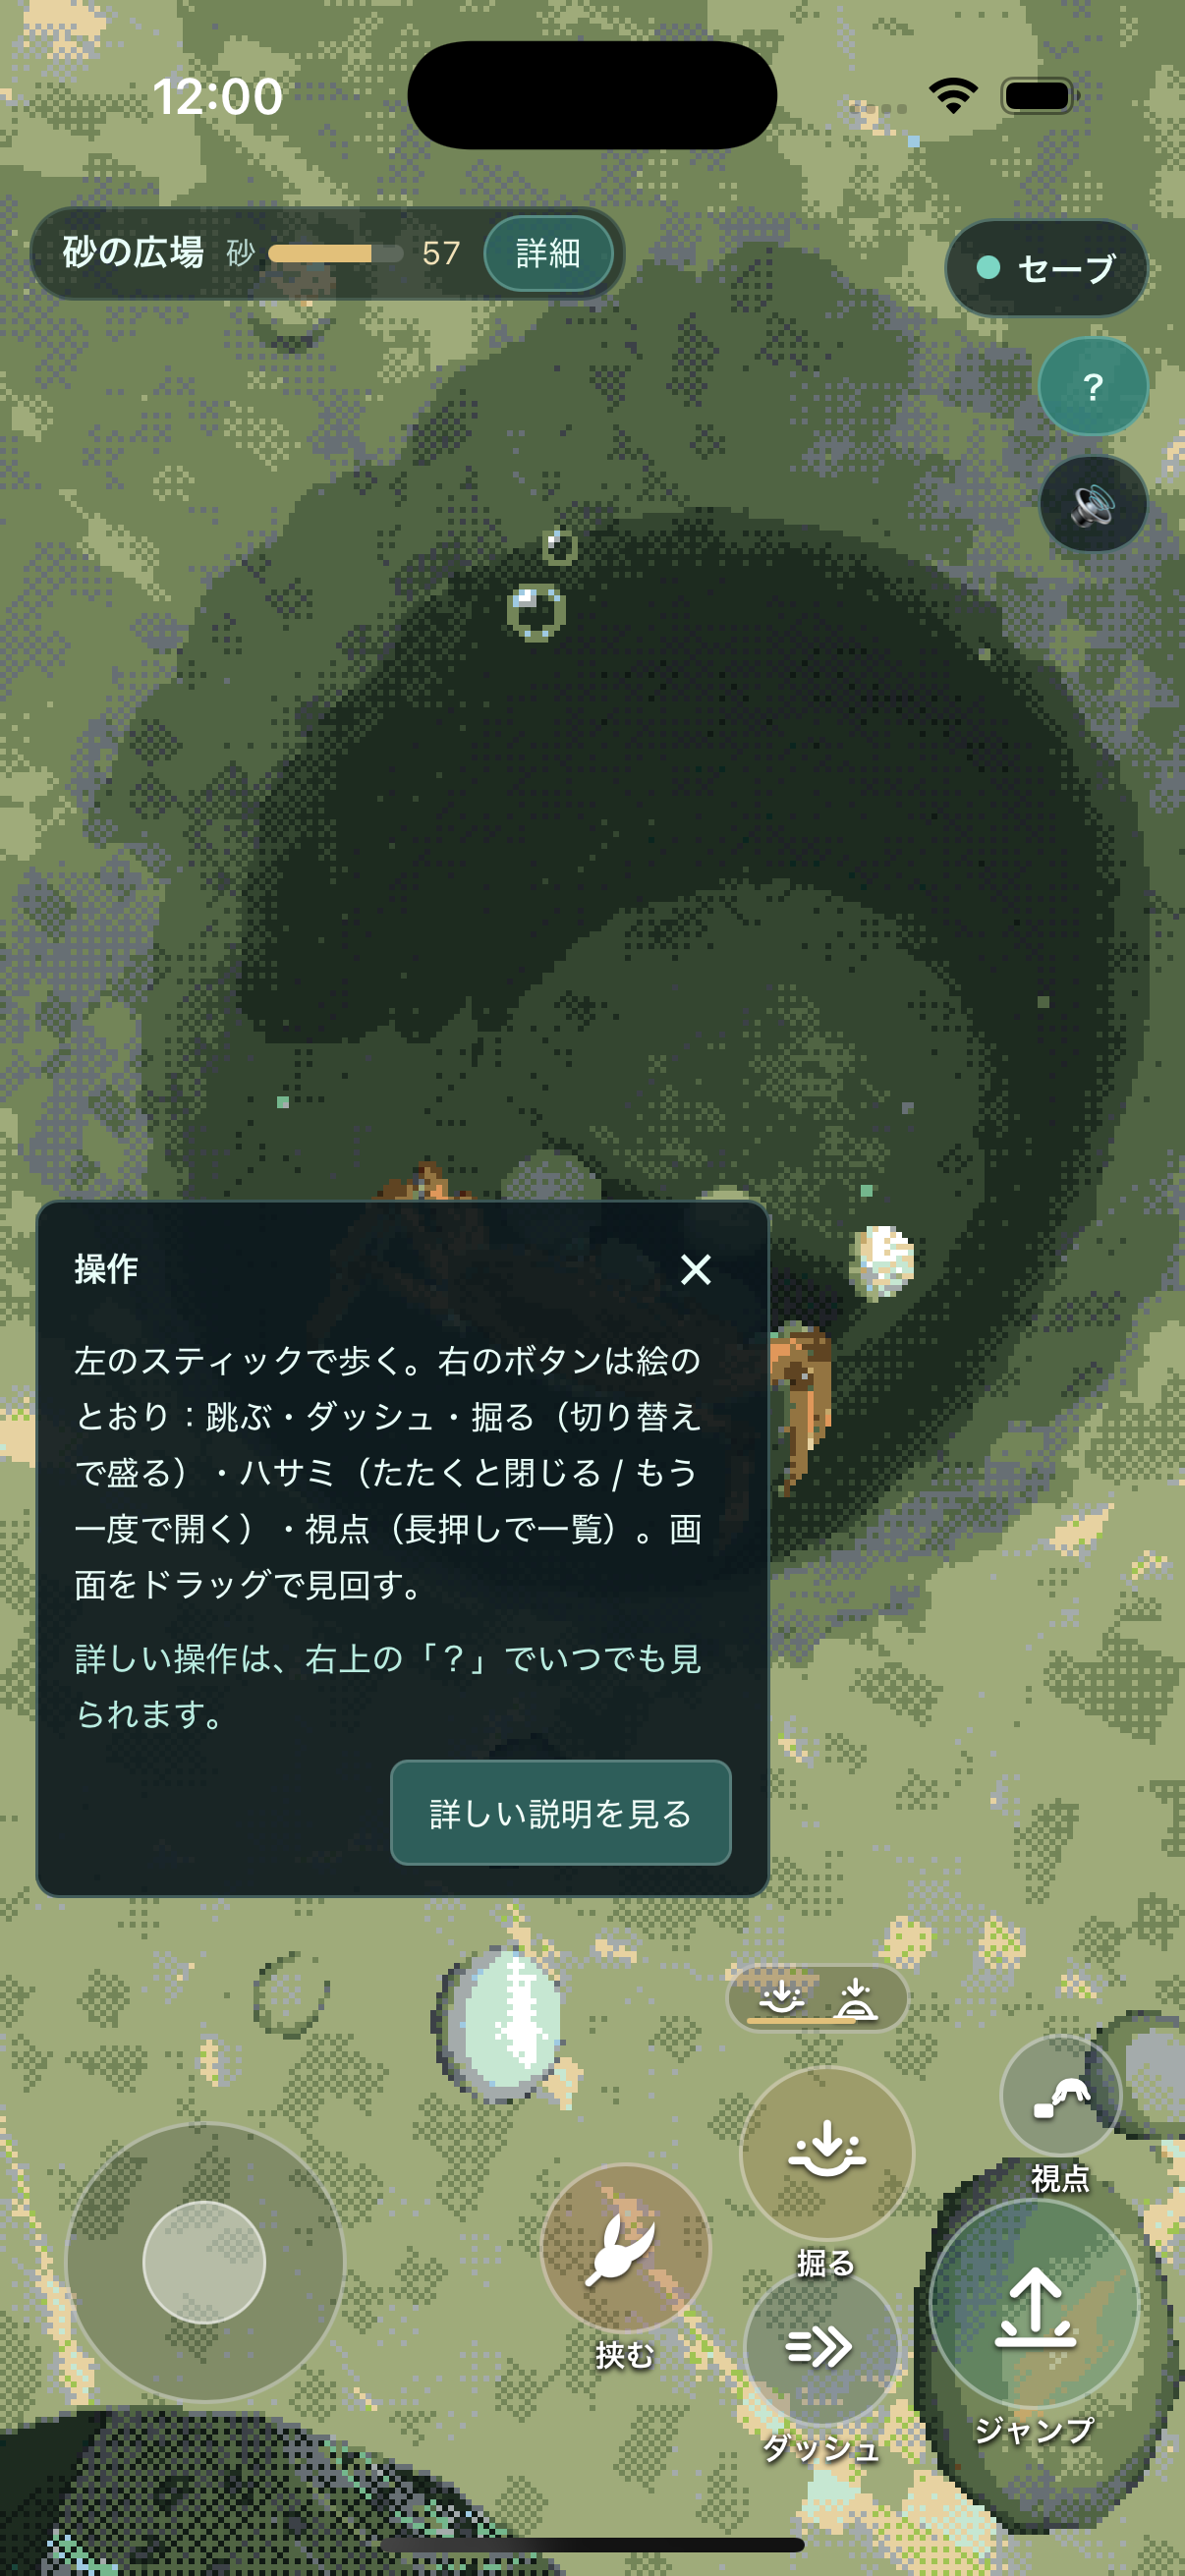 12:00
砂の広場 砂 57 詳細
セーブ
?
操作
左のスティックで歩く。右のボタンは絵の
とおり：跳ぶ・ダッシュ・掘る（切り替え
で盛る）・ハサミ（たたくと閉じる / もう
一度で開く）・視点（長押しで一覧）。画
面をドラッグで見回す。
詳しい操作は、右上の「？」でいつでも見
られます。
詳しい説明を見る
視点
掘る
挟む
ジャンプ
ダッシュ